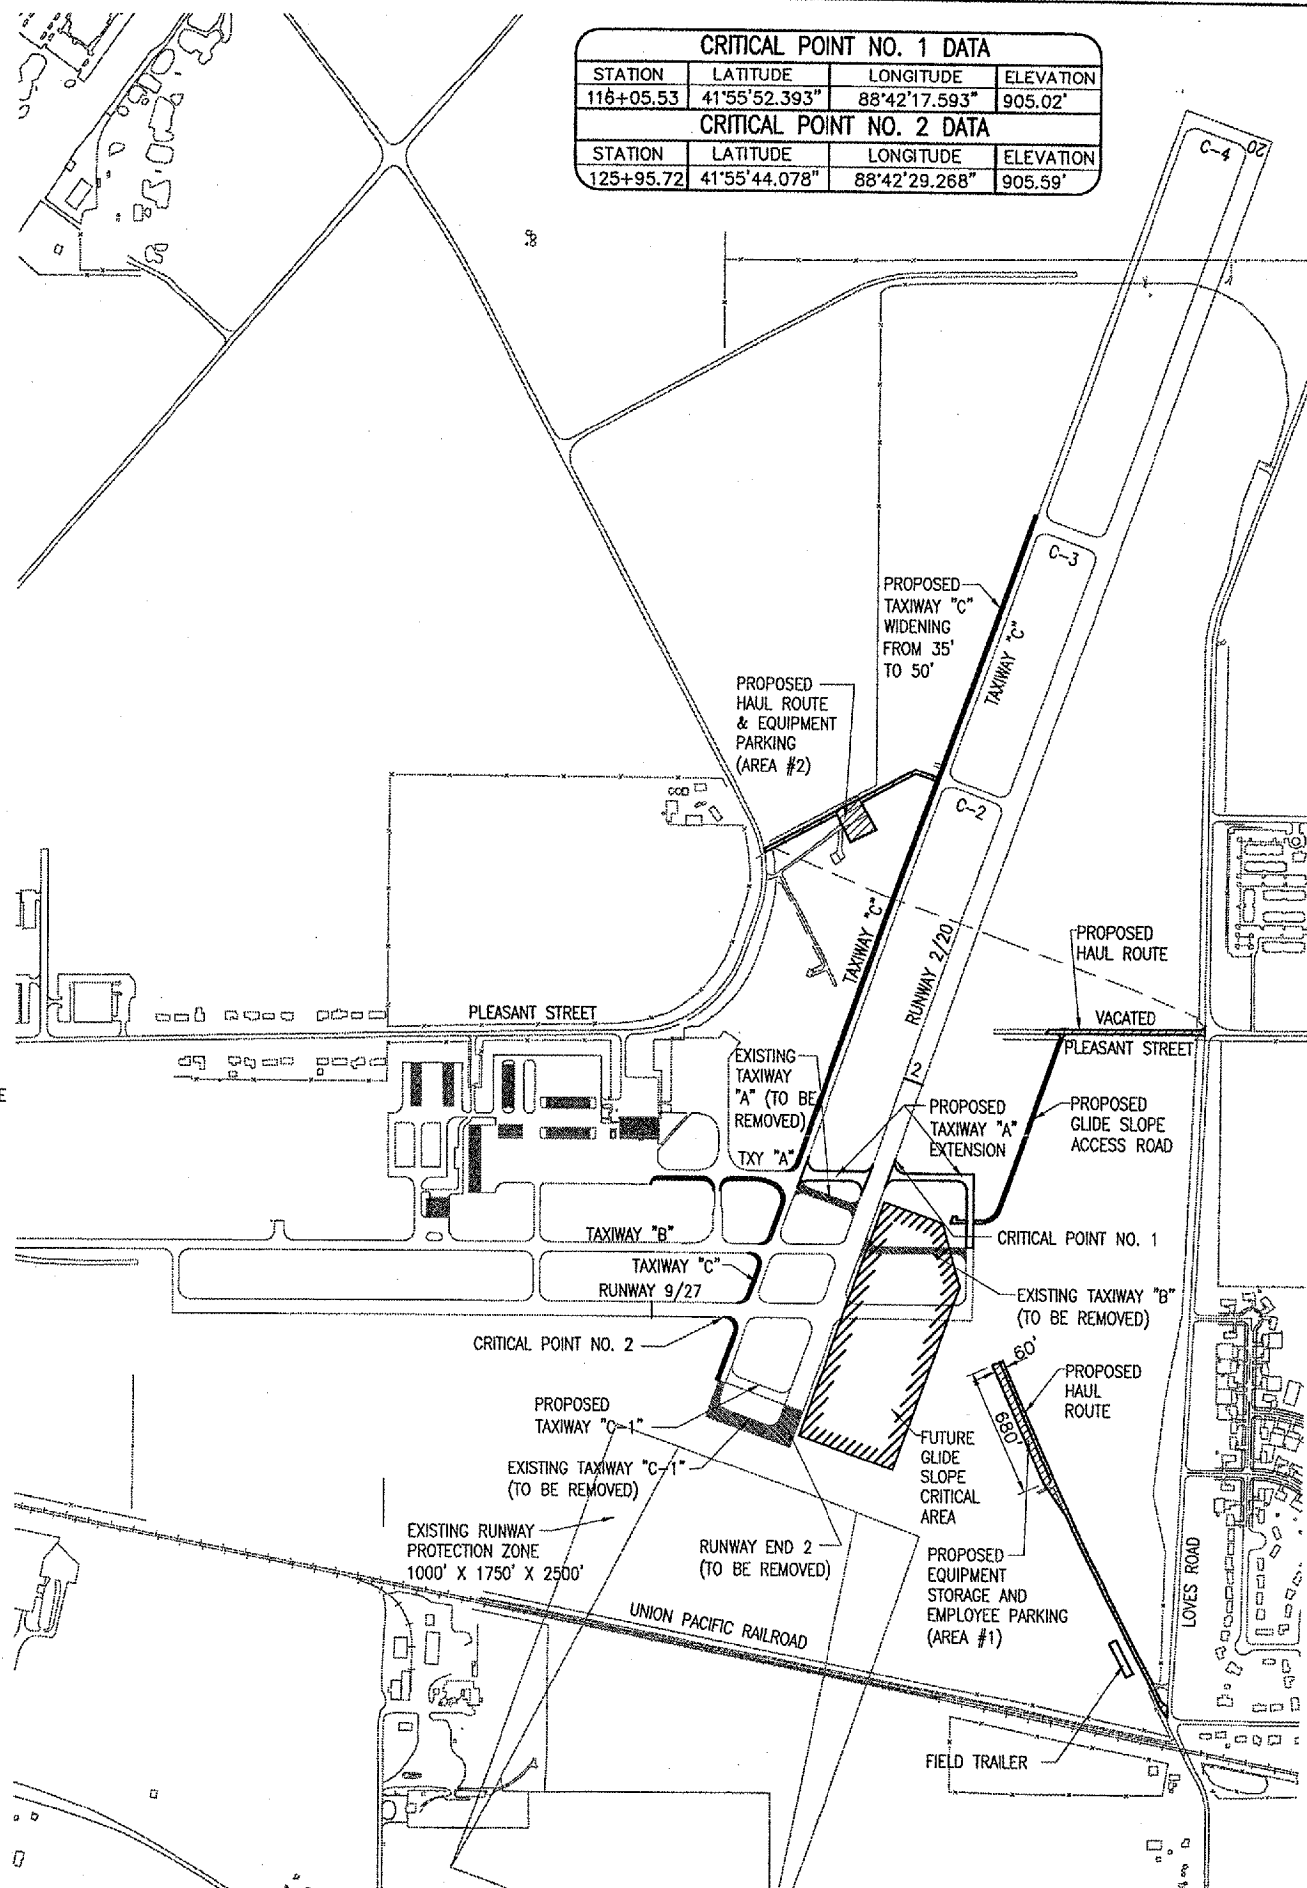 CRITICAL POINT NO. 1 DATA
STATION LATITUDE LONGITUDE ELEVATION
116+05.53 41°55'52.393" 88°42'17.593" 905.02'
CRITICAL POINT NO. 2 DATA
STATION LATITUDE LONGITUDE ELEVATION
125+95.72 41°55'44.078" 88°42'29.268" 905.59'
C-4
20
C-3
PROPOSED
TAXIWAY "C"
WIDENING
FROM 35'
TO 50'
TAXIWAY "C"
PROPOSED
HAUL ROUTE
& EQUIPMENT
PARKING
(AREA #2)
C-2
TAXIWAY "C"
RUNWAY 2/20
2
PROPOSED
HAUL ROUTE
VACATED
PLEASANT STREET
PLEASANT STREET
EXISTING
TAXIWAY
"A" (TO BE
REMOVED)
TXY "A"
PROPOSED
TAXIWAY "A"
EXTENSION
PROPOSED
GLIDE SLOPE
ACCESS ROAD
E
TAXIWAY "B"
TAXIWAY "C"
RUNWAY 9/27
CRITICAL POINT NO. 1
EXISTING TAXIWAY "B"
(TO BE REMOVED)
CRITICAL POINT NO. 2
60'
680'
PROPOSED
HAUL
ROUTE
PROPOSED
TAXIWAY "C-1"
EXISTING TAXIWAY "C-1"
(TO BE REMOVED)
FUTURE
GLIDE
SLOPE
CRITICAL
AREA
EXISTING RUNWAY
PROTECTION ZONE
1000' X 1750' X 2500'
RUNWAY END 2
(TO BE REMOVED)
PROPOSED
EQUIPMENT
STORAGE AND
EMPLOYEE PARKING
(AREA #1)
UNION PACIFIC RAILROAD
LOVES ROAD
FIELD TRAILER